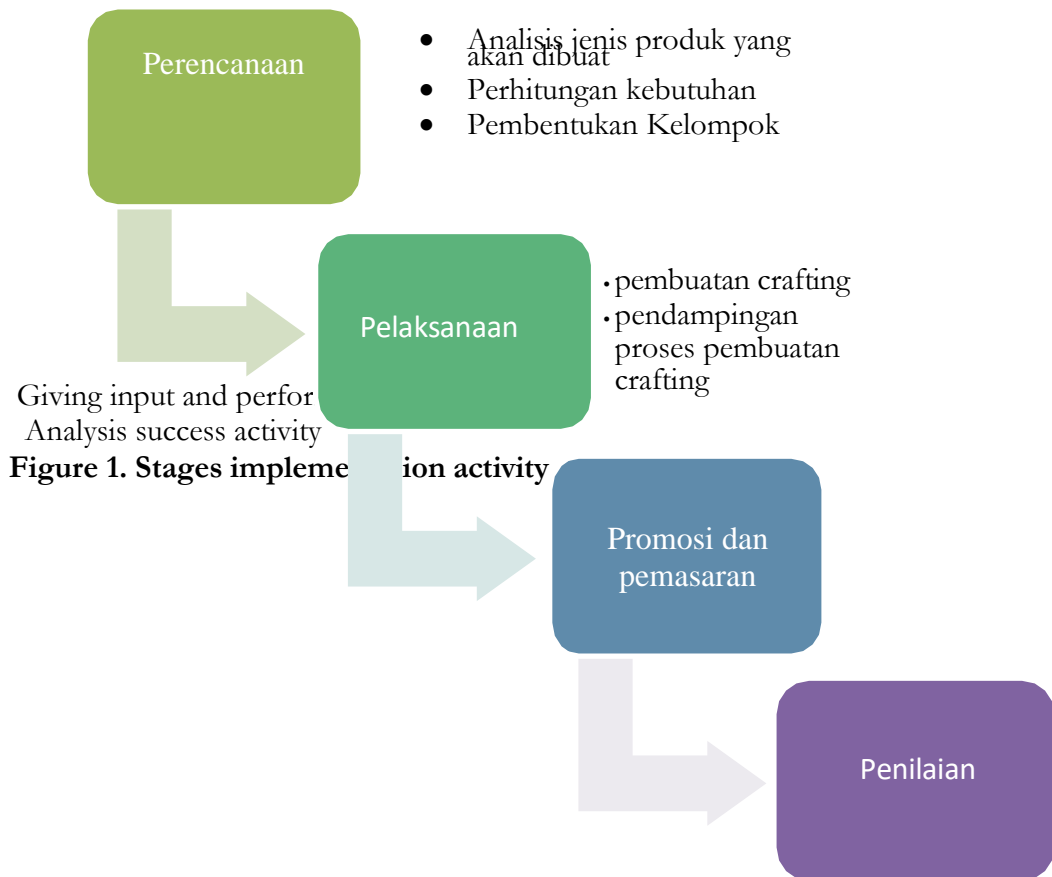 Perencanaan
• Analisis jenis produk yang
akan dibuat
• Perhitungan kebutuhan
• Pembentukan Kelompok
Pelaksanaan
• pembuatan crafting
• pendampingan
proses pembuatan
crafting
Giving input and perfor
Analysis success activity
Figure 1. Stages impleme ion activity
Promosi dan
pemasaran
Penilaian